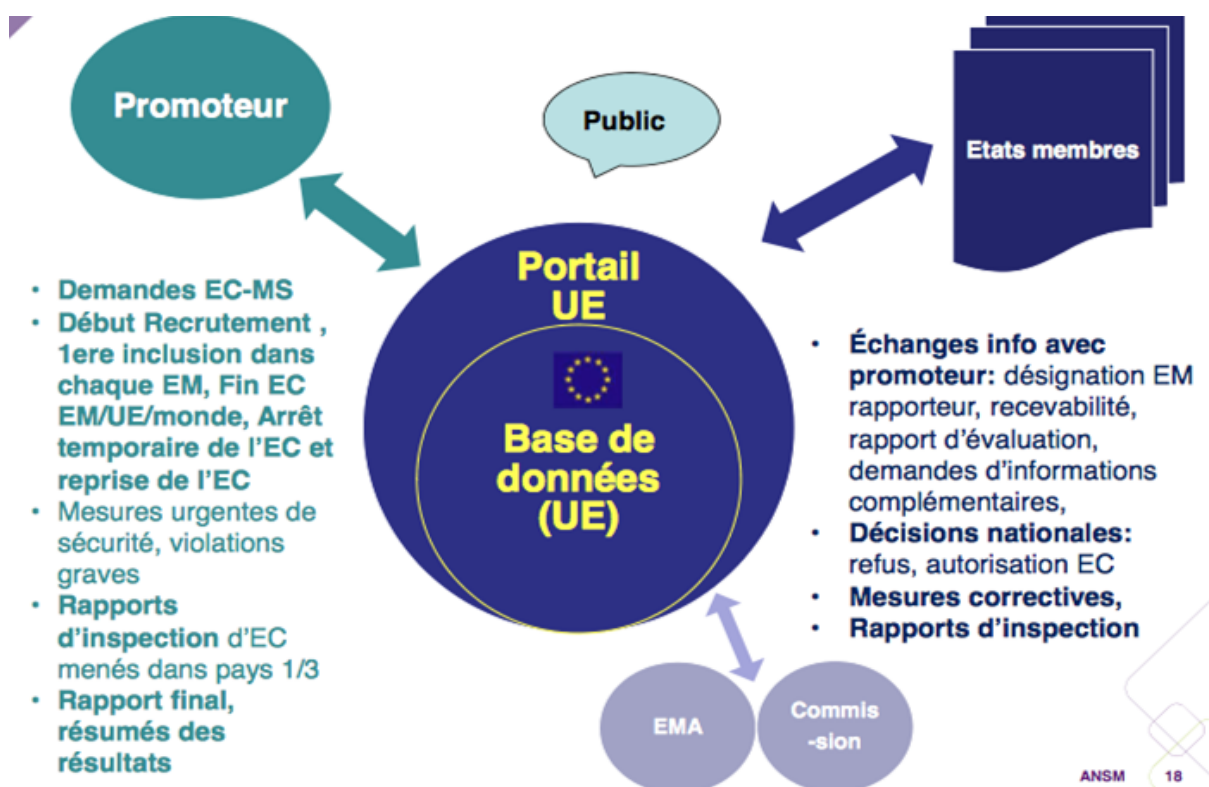 Promoteur
Public
Etats membres
Portail
UE
Base de
données
(UE)
• Demandes EC-MS
• Début Recrutement ,
1ere inclusion dans
chaque EM, Fin EC
EM/UE/monde, Arrêt
temporaire de l'EC et
reprise de l'EC
• Mesures urgentes de
sécurité, violations
graves
• Rapports
d'inspection d'EC
menés dans pays 1/3
• Rapport final,
résumés des
résultats
• Échanges info avec
promoteur: désignation EM
rapporteur, recevabilité,
rapport d'évaluation,
demandes d'informations
complémentaires,
• Décisions nationales:
refus, autorisation EC
• Mesures correctives,
• Rapports d'inspection
EMA
Commis
-sion
ANSM 18